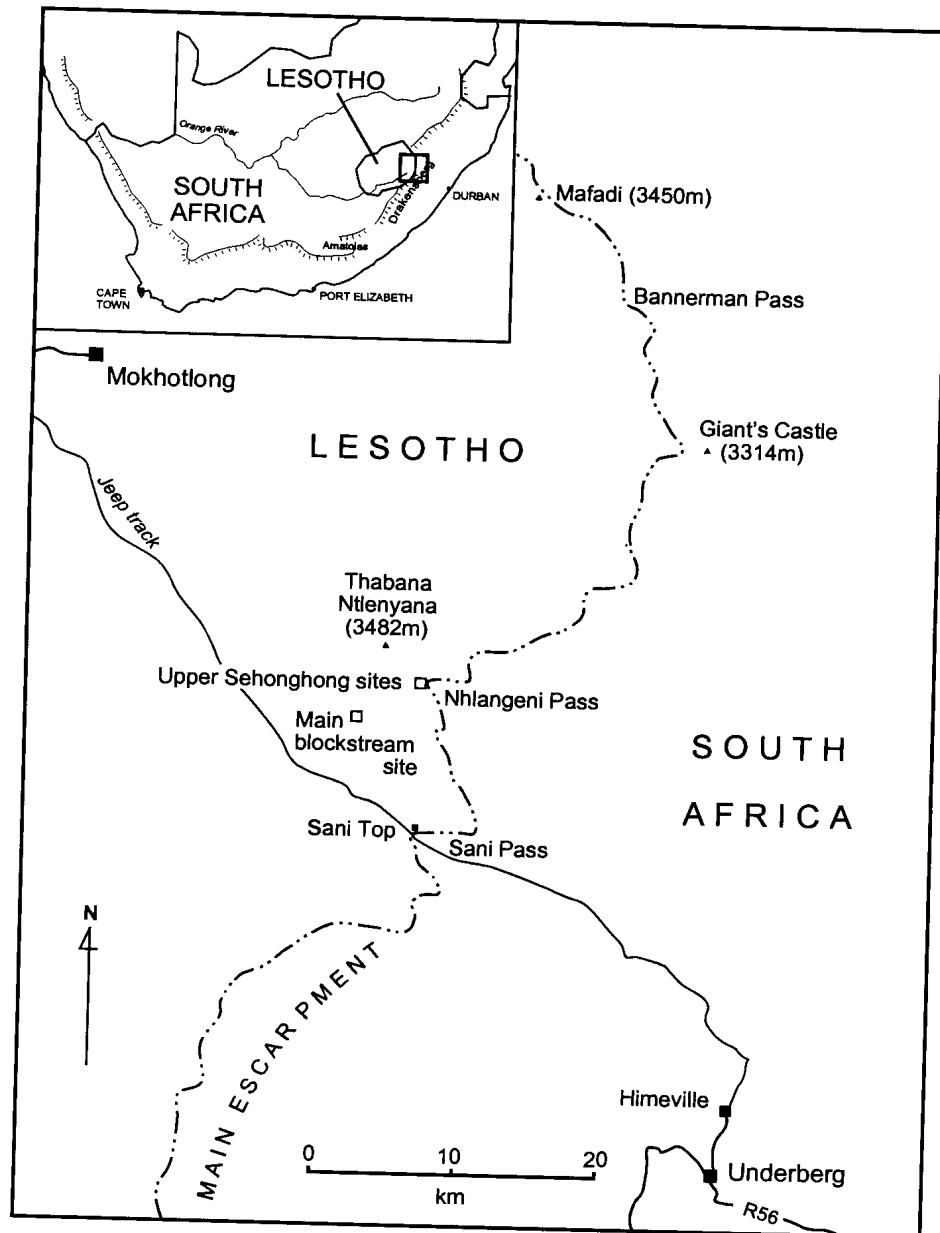 LESOTHO
Orange River
SOUTH
AFRICA
Drakensberg
DURBAN
Amatolas
CAPE
TOWN
PORT ELIZABETH
Mafadi (3450m)
Bannerman Pass
Mokhotlong
LESOTHO
Giant's Castle
(3314m)
Jeep track
Thabana
Ntlenyana
(3482m)
Upper Sehonghong sites
Nhlangeni Pass
Main
blockstream
site
SOUTH
AFRICA
Sani Top
Sani Pass
N
MAIN ESCARPMENT
Himeville
0 10 20
km
Underberg
R56